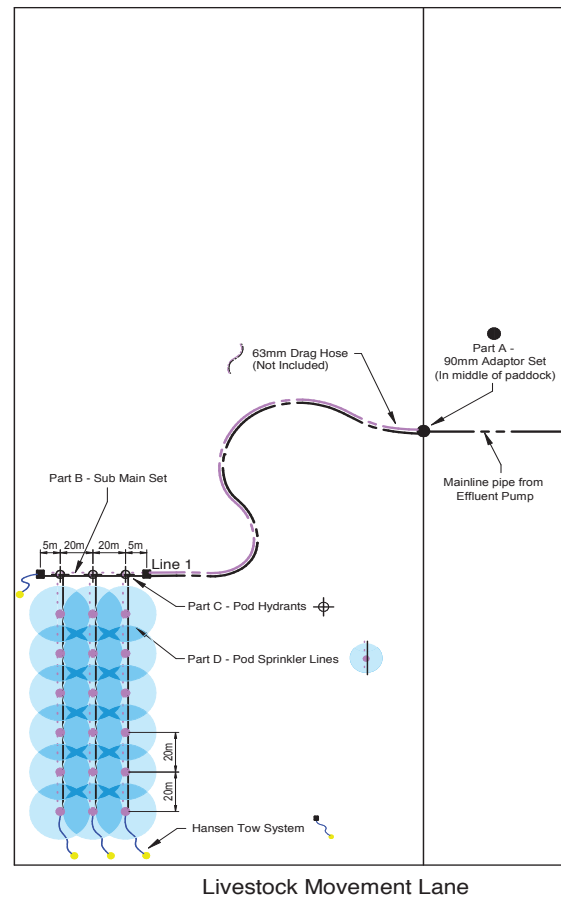 Part A -
90mm Adaptor Set
(In middle of paddock)
63mm Drag Hose
(Not Included)
Mainline pipe from
Effluent Pump
Part B - Sub Main Set
5m
20m
20m
5m
Line 1
Part C - Pod Hydrants
Part D - Pod Sprinkler Lines
20m
20m
Hansen Tow System
Livestock Movement Lane